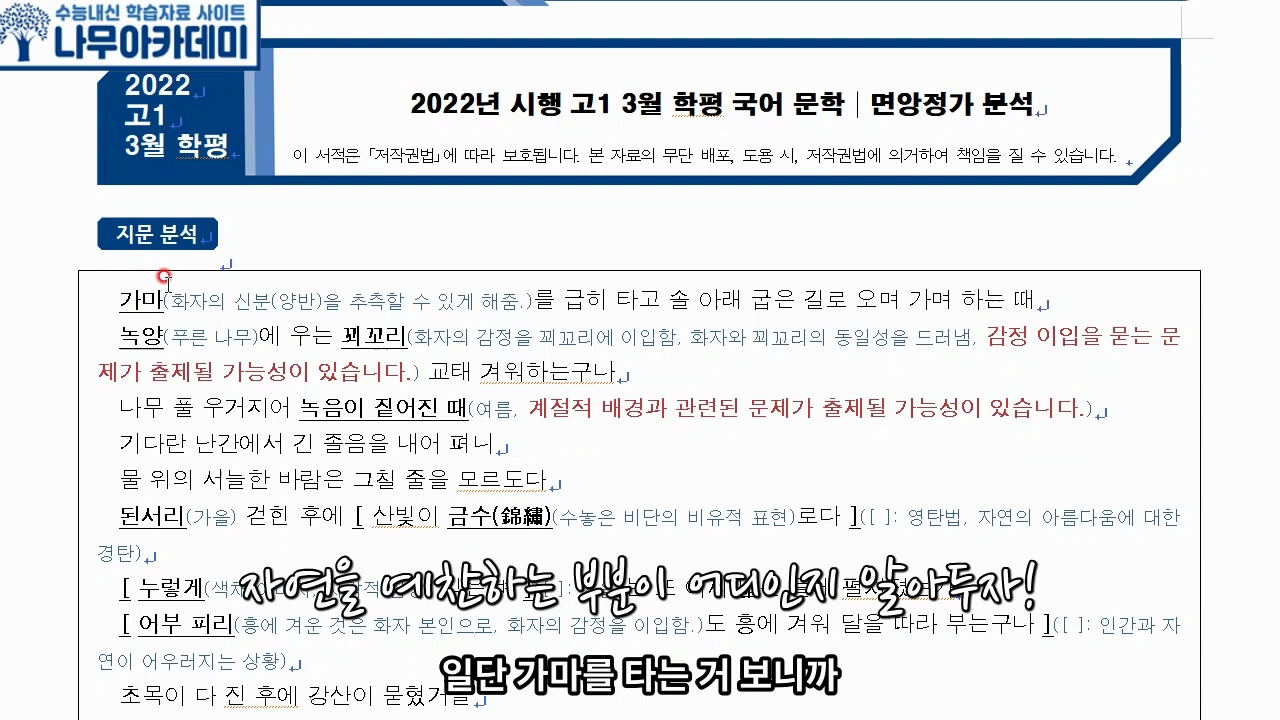 수능내신 학습자료 사이트
나무아카데미
2022
고1
3월 학평
2022년 시행 고1 3월 학평 국어 문학 | 면앙정가 분석
이 서적은 「저작권법」에 따라 보호됩니다. 본 자료의 무단 배포, 도용 시, 저작권법에 의거하여 책임을 질 수 있습니다.
지문 분석
가마(화자의 신분(양반)을 추측할 수 있게 해줌.)를 급히 타고 솔 아래 굽은 길로 오며 가며 하는 때
녹양(푸른 나무)에 우는 꾀꼬리(화자의 감정을 꾀꼬리에 이입함, 화자와 꾀꼬리의 동일성을 드러냄, 감정 이입을 묻는 문
제가 출제될 가능성이 있습니다.) 교태 겨워하는구나
나무 풀 우거지어 녹음이 짙어진 때(여름, 계절적 배경과 관련된 문제가 출제될 가능성이 있습니다.)
기다란 난간에서 긴 졸음을 내어 펴니
물 위의 서늘한 바람은 그칠 줄을 모르도다
된서리(가을) 걷힌 후에 [ 산빛이 금수(錦繡)(수놓은 비단의 비유적 표현)로다 ]([ ]: 영탄법, 자연의 아름다움에 대한
경탄)
[ 누렇게(색채
자연을 예찬하는 부분이 어디인지 알아두자!
[ 어부 피리(흥에 겨운 것은 화자 본인으로, 화자의 감정을 이입함.)도 흥에 겨워 달을 따라 부는구나 ]([ ]: 인간과 자
연이 어우러지는 상황)
일단 가마를 타는 거 보니까
초목이 다 진 후에 강산이 묻혔거늘